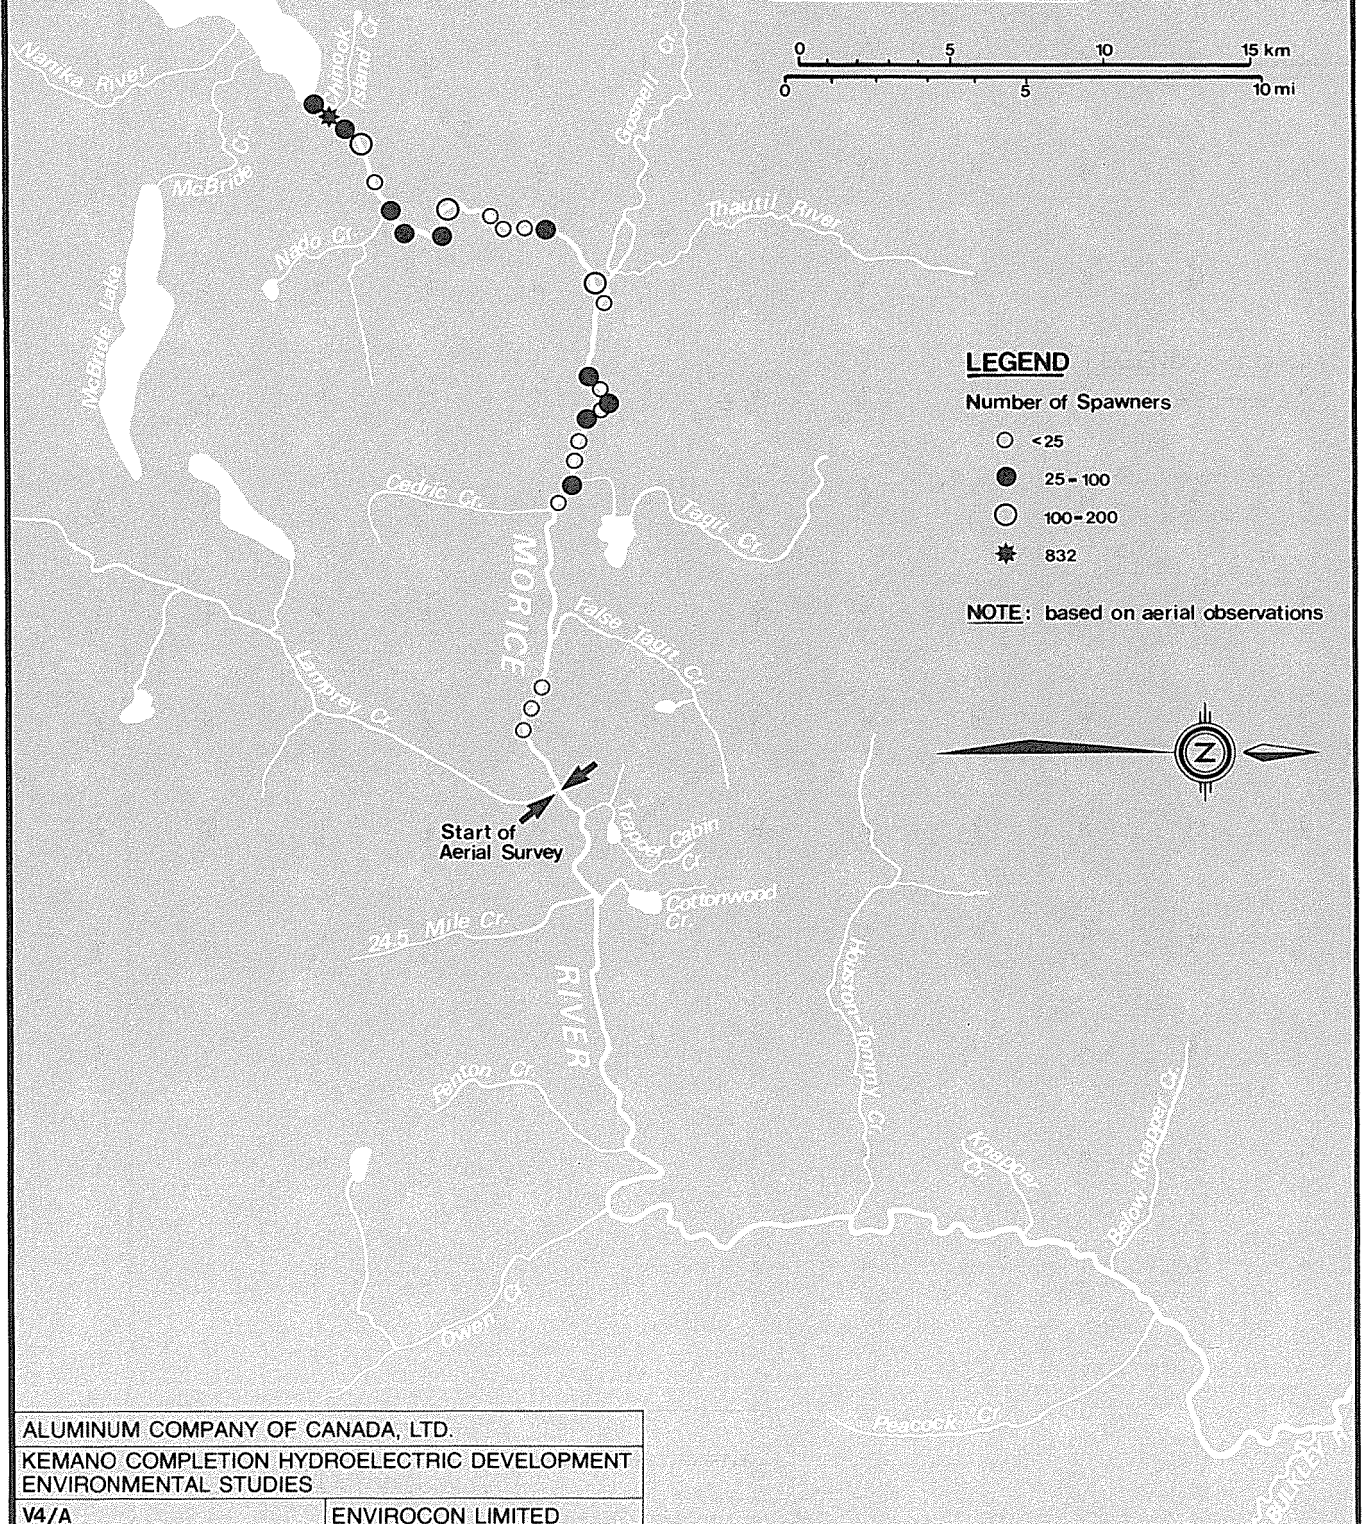 0 5 10 15 km
0 5 10 mi
Nanika River
Island Cr.
Gosnell Cr.
McBride Cr.
Thautil River
Nado Cr.
McBride Lake
LEGEND
Number of Spawners
<25
25-100
100-200
832
NOTE: based on aerial observations
Cedric Cr.
Tagit Cr.
MORICE
False Tagit Cr.
Lamprey Cr.
Z
Start of
Aerial Survey
Trapper Cabin
Cr.
Cottonwood
Cr.
24.5 Mile Cr.
RIVER
Houston Tommy Cr.
Fenton Cr.
Knapper
Cr.
Below Knapper Cr.
Owen Cr.
Peacock Cr.
BULKLEY R.
ALUMINUM COMPANY OF CANADA, LTD.
KEMANO COMPLETION HYDROELECTRIC DEVELOPMENT
ENVIRONMENTAL STUDIES
V4/A
ENVIROCON LIMITED